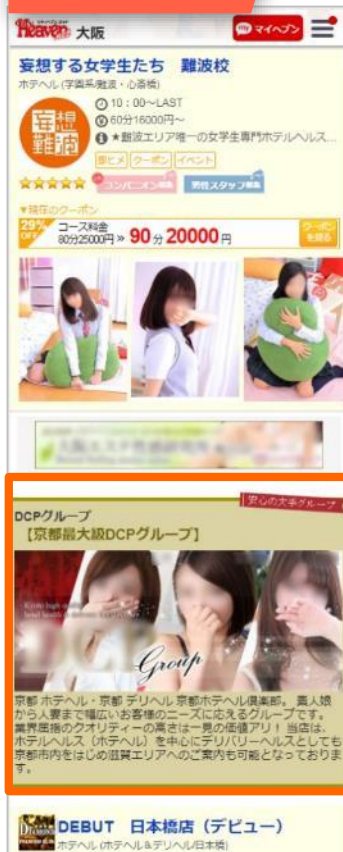 Heaven 大阪
マイヘブン
妄想する女学生たち 難波校
ホテヘル(学園系/難波・心斎橋)
妄想
難波
10:00~LAST
60分16000円~
★難波エリア唯一の女学生専門ホテルヘルス...
即ヒメ クーポン イベント
コンパニオン募集 男性スタッフ募集
▼現在のクーポン
29%
OFF
コース料金
80分25000円 » 90分20000円
クーポン
を見る
安心の大手グループ
DCPグループ
【京都最大級DCPグループ】
Group
京都 ホテヘル・京都 デリヘル 京都ホテヘル倶楽部。 素人娘
から人妻まで幅広いお客様のニーズに応えるグループです。
業界屈指のクオリティーの高さは一見の価値アリ! 当店は、
ホテルヘルス(ホテヘル)を中心にデリバリーヘルスとしても
京都市内をはじめ滋賀エリアへのご案内も可能となっておりま
す。
DEBUT 日本橋店(デビュー)
ホテヘル(ホテヘル&デリヘル/日本橋)